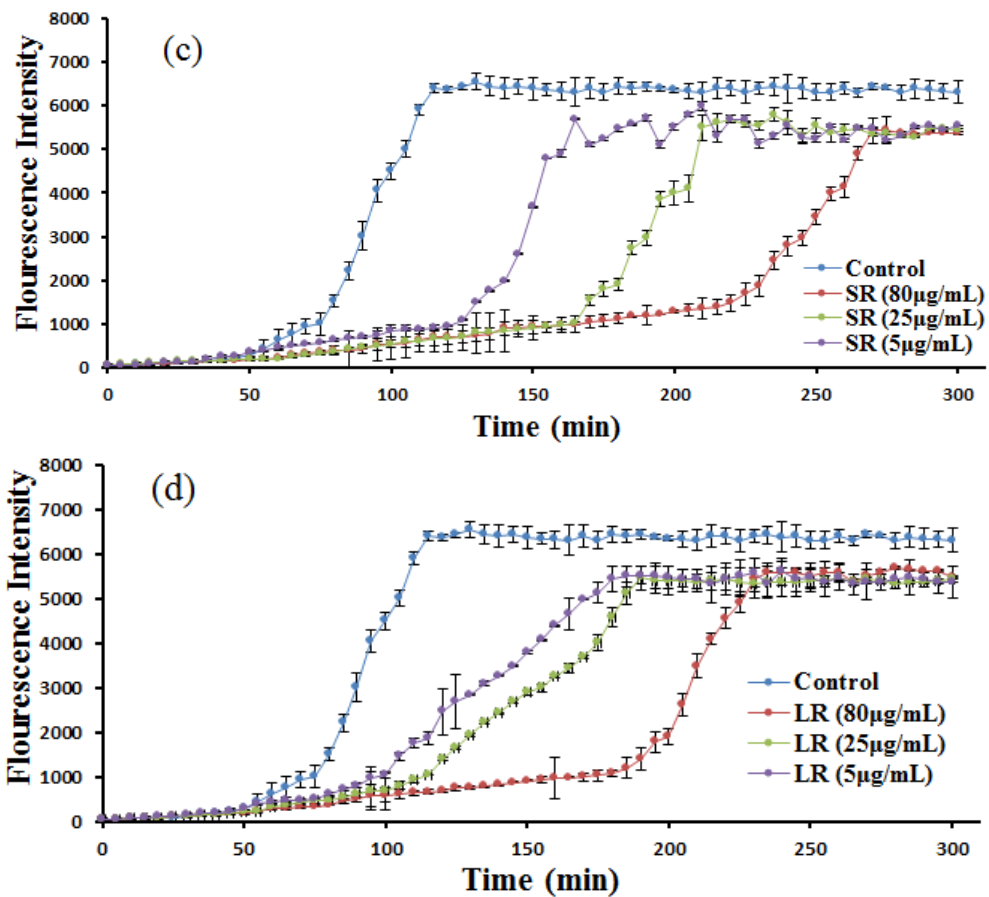 (c)
Flourescence Intensity
8000
7000
6000
5000
4000
3000
2000
1000
0
Control
SR (80µg/mL)
SR (25µg/mL)
SR (5µg/mL)
0 50 100 150 200 250 300
Time (min)
(d)
Flourescence Intensity
8000
7000
6000
5000
4000
3000
2000
1000
0
Control
LR (80µg/mL)
LR (25µg/mL)
LR (5µg/mL)
0 50 100 150 200 250 300
Time (min)